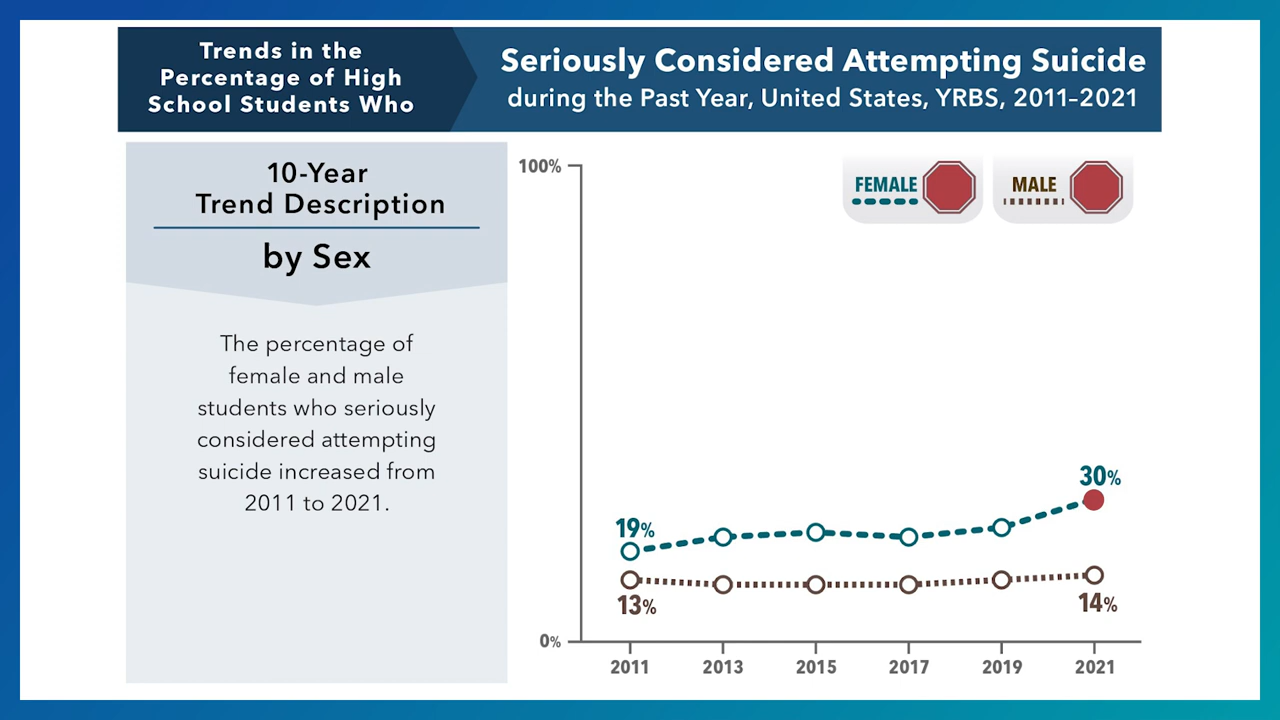 Trends in the
Percentage of High
School Students Who
Seriously Considered Attempting Suicide
during the Past Year, United States, YRBS, 2011–2021
10-Year
Trend Description
by Sex
The percentage of
female and male
students who seriously
considered attempting
suicide increased from
2011 to 2021.
100%
FEMALE
MALE
30%
19%
13%
14%
0%
2011 2013 2015 2017 2019 2021